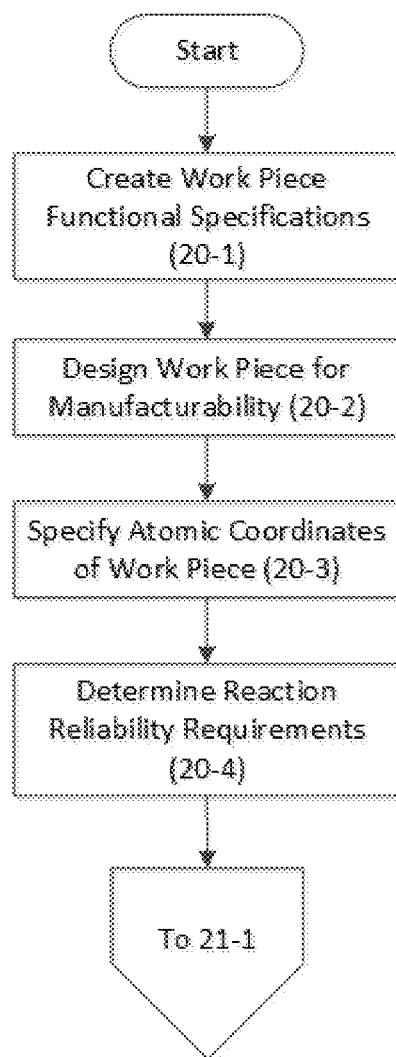 Start
Create Work Piece
Functional Specifications
(20-1)
Design Work Piece for
Manufacturability (20-2)
Specify Atomic Coordinates
of Work Piece (20-3)
Determine Reaction
Reliability Requirements
(20-4)
To 21-1